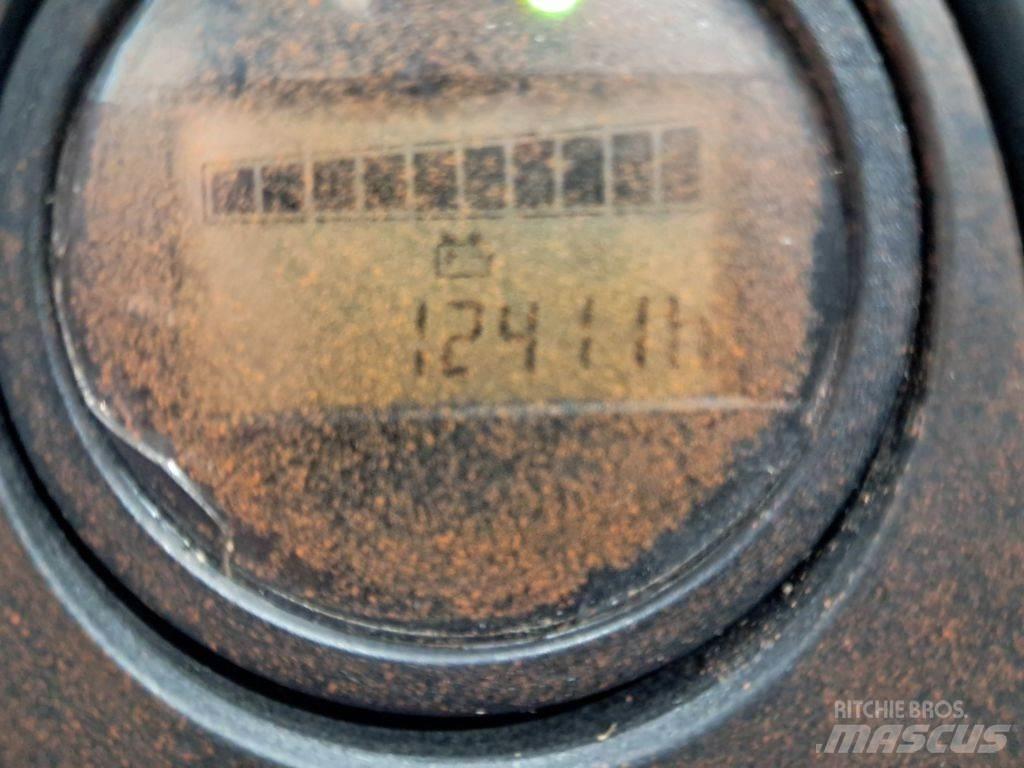 12411h
RITCHIE BROS.
MASCUS